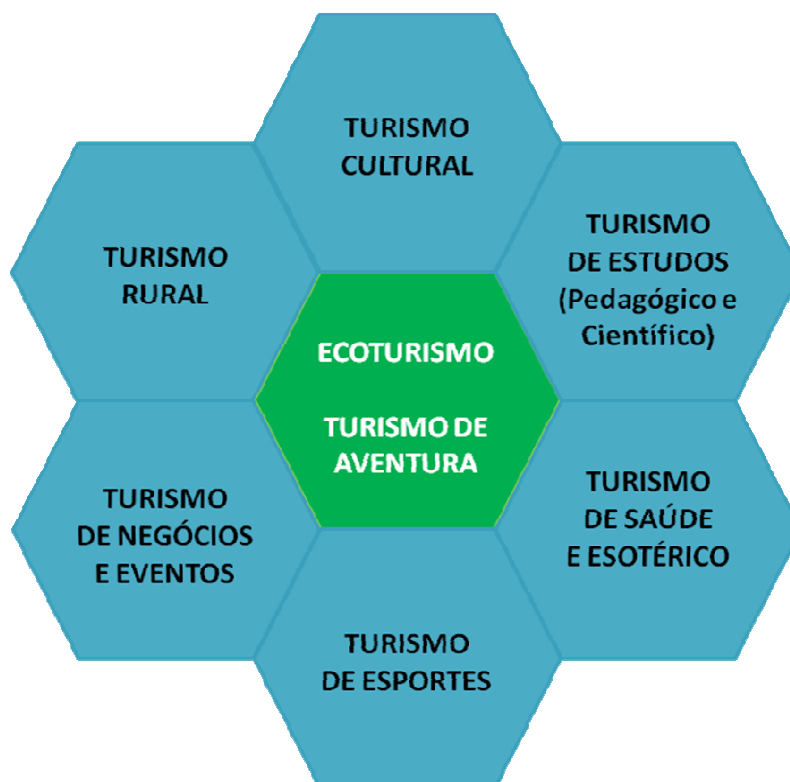 TURISMO
CULTURAL
TURISMO
RURAL
TURISMO
DE ESTUDOS
(Pedagógico e
Científico)
ECOTURISMO
TURISMO DE
AVENTURA
TURISMO
DE NEGÓCIOS
E EVENTOS
TURISMO
DE SAÚDE
E ESOTÉRICO
TURISMO
DE ESPORTES